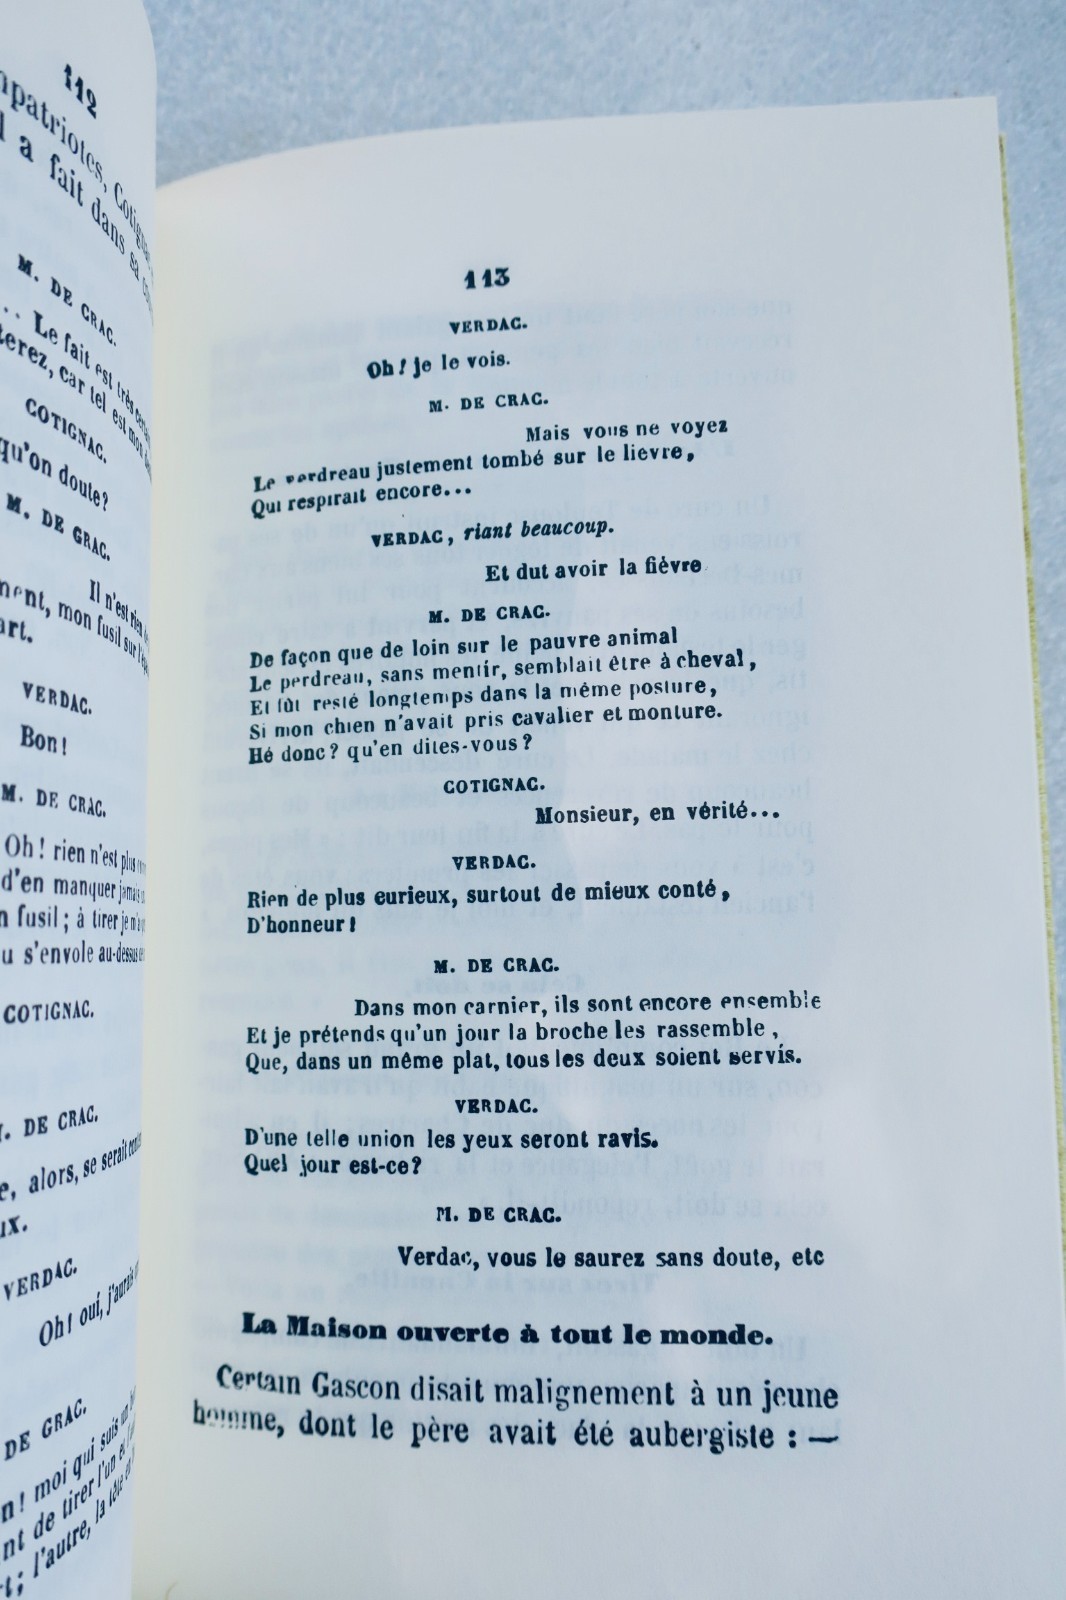 112
patriotes,
a fait dans sa
M. DE CRAC.
Le fait est très
car tel est mon
COTIGNAC.
qu'on doute?
M. DE GRAC.
Il n'est rien
mon fusil sur
VERDAC.
Bon!
M. DE CRAC.
Oh! rien n'est plus
d'en manquer jamais
fusil; à tirer je
s'envole au-dessus
COTIGNAC.
DE CRAC.
alors, se serait
VERDAC.
Oh! oui, j'aurais
DE GRAC.
moi qui suis un
de tirer l'un et
l'autre, la tête
113
VERDAC.
Oh! je le vois.
M. DE CRAC.
Mais vous ne voyez
Le perdreau justement tombé sur le lievre,
Qui respirait encore...
VERDAC, riant beaucoup.
Et dut avoir la fièvre.
M. DE CRAC.
De façon que de loin sur le pauvre animal
Le perdreau, sans mentir, semblait être à cheval,
Et fût resté longtemps dans la même posture,
Si mon chien n'avait pris cavalier et monture.
Hé donc? qu'en dites-vous?
COTIGNAC.
Monsieur, en vérité...
VERDAC.
Rien de plus eurieux, surtout de mieux conté,
D'honneur!
M. DE CRAC.
Dans mon carnier, ils sont encore ensemble
Et je prétends qu'un jour la broche les rassemble,
Que, dans un même plat, tous les deux soient servis.
VERDAC.
D'une telle union les yeux seront ravis.
Quel jour est-ce?
M. DE CRAC.
Verdac, vous le saurez sans doute, etc
La Maison ouverte à tout le monde.
Certain Gascon disait malignement à un jeune
homme, dont le père avait été aubergiste : —